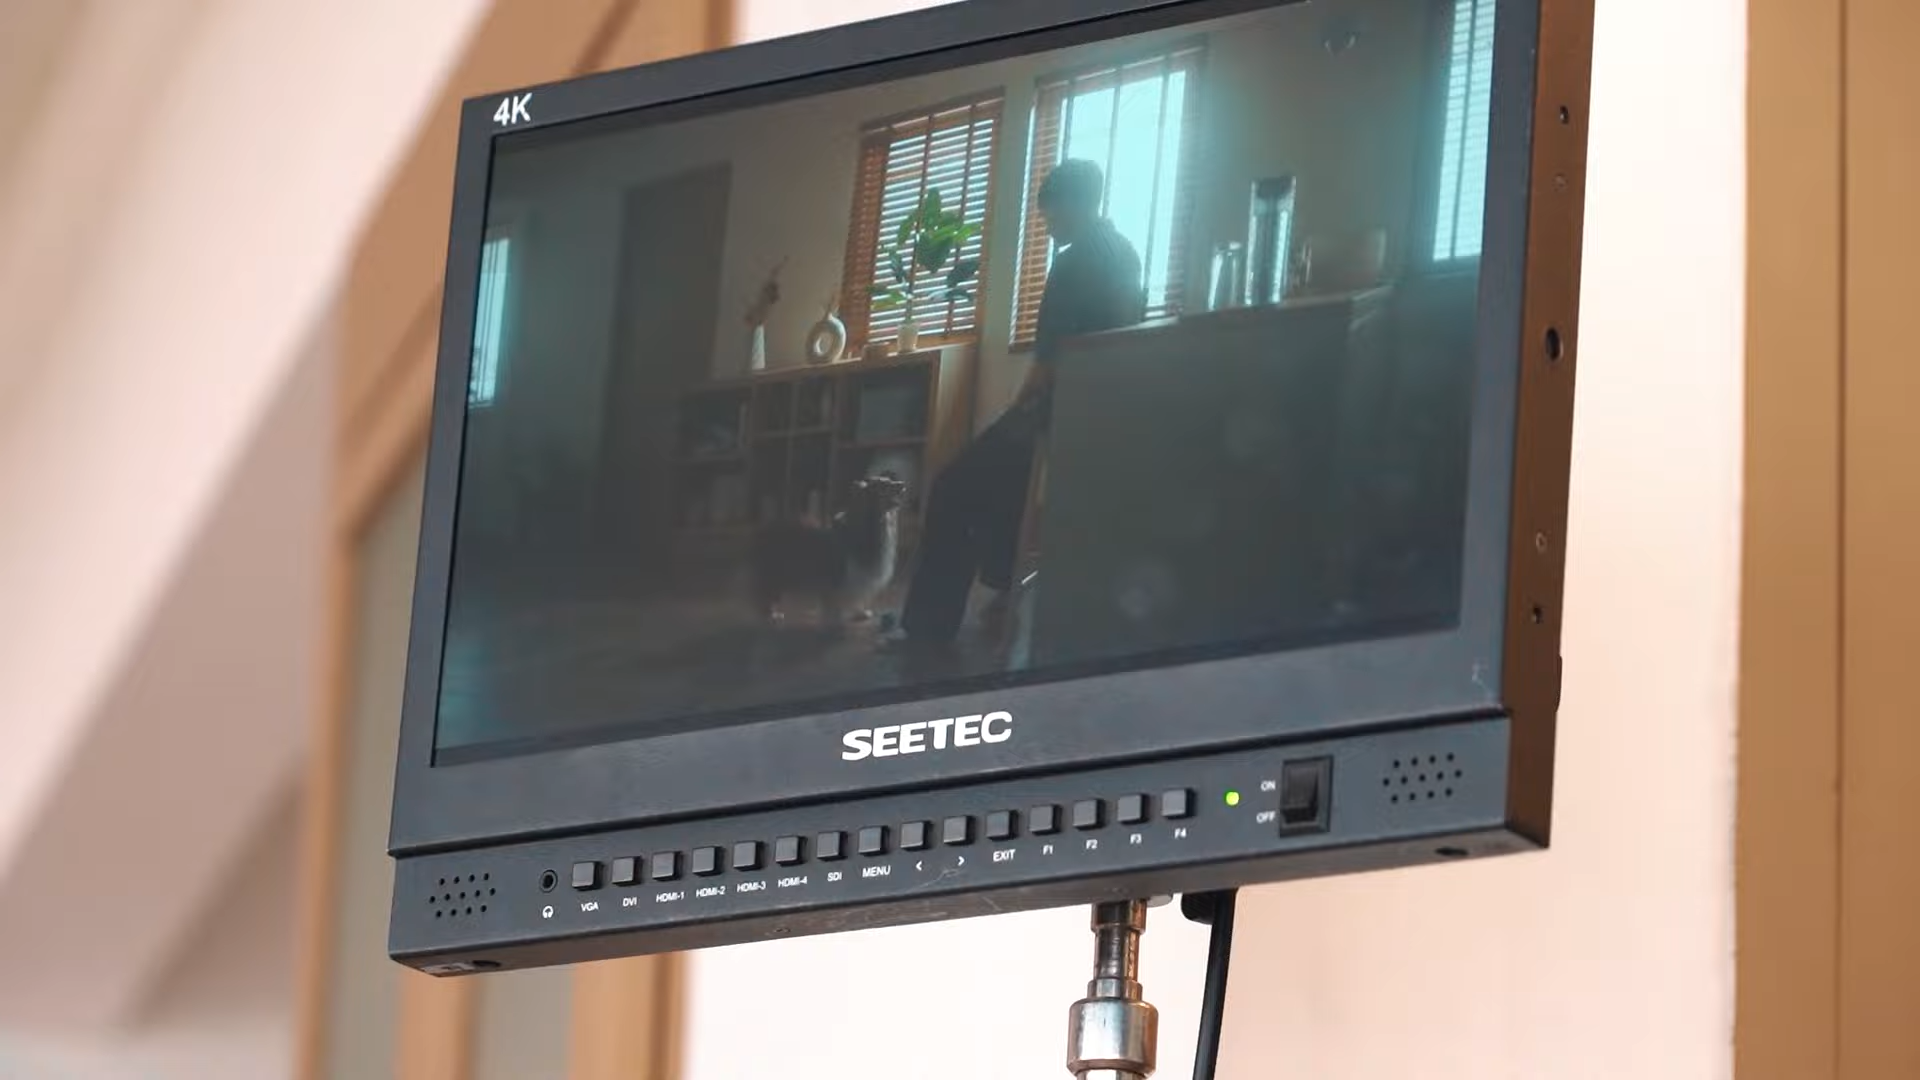 4K
SEETEC
ON
OFF
VGA DVI HDMI-1 HDMI-2 HDMI-3 HDMI-4 SDI MENU < > EXIT F1 F2 F3 F4